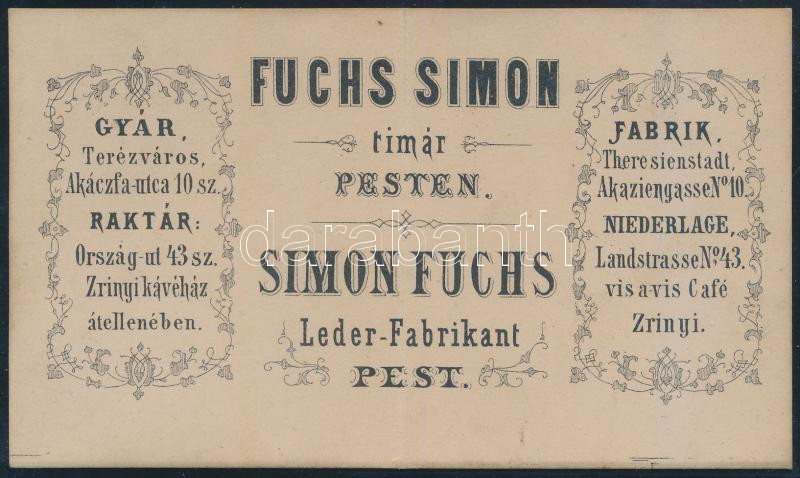 GYÁR,
Terézváros,
Akáczfa-utca 10 sz.
RAKTÁR:
Ország-ut 43 sz.
Zrinyi kávéház
átellenében.
FUCHS SIMON
timár
PESTEN.
SIMON FUCHS
Leder-Fabrikant
PEST.
FABRIK,
Theresienstadt,
Akaziengasse No 10.
NIEDERLAGE,
Landstrasse No 43.
vis a-vis Café
Zrinyi.
darabanth